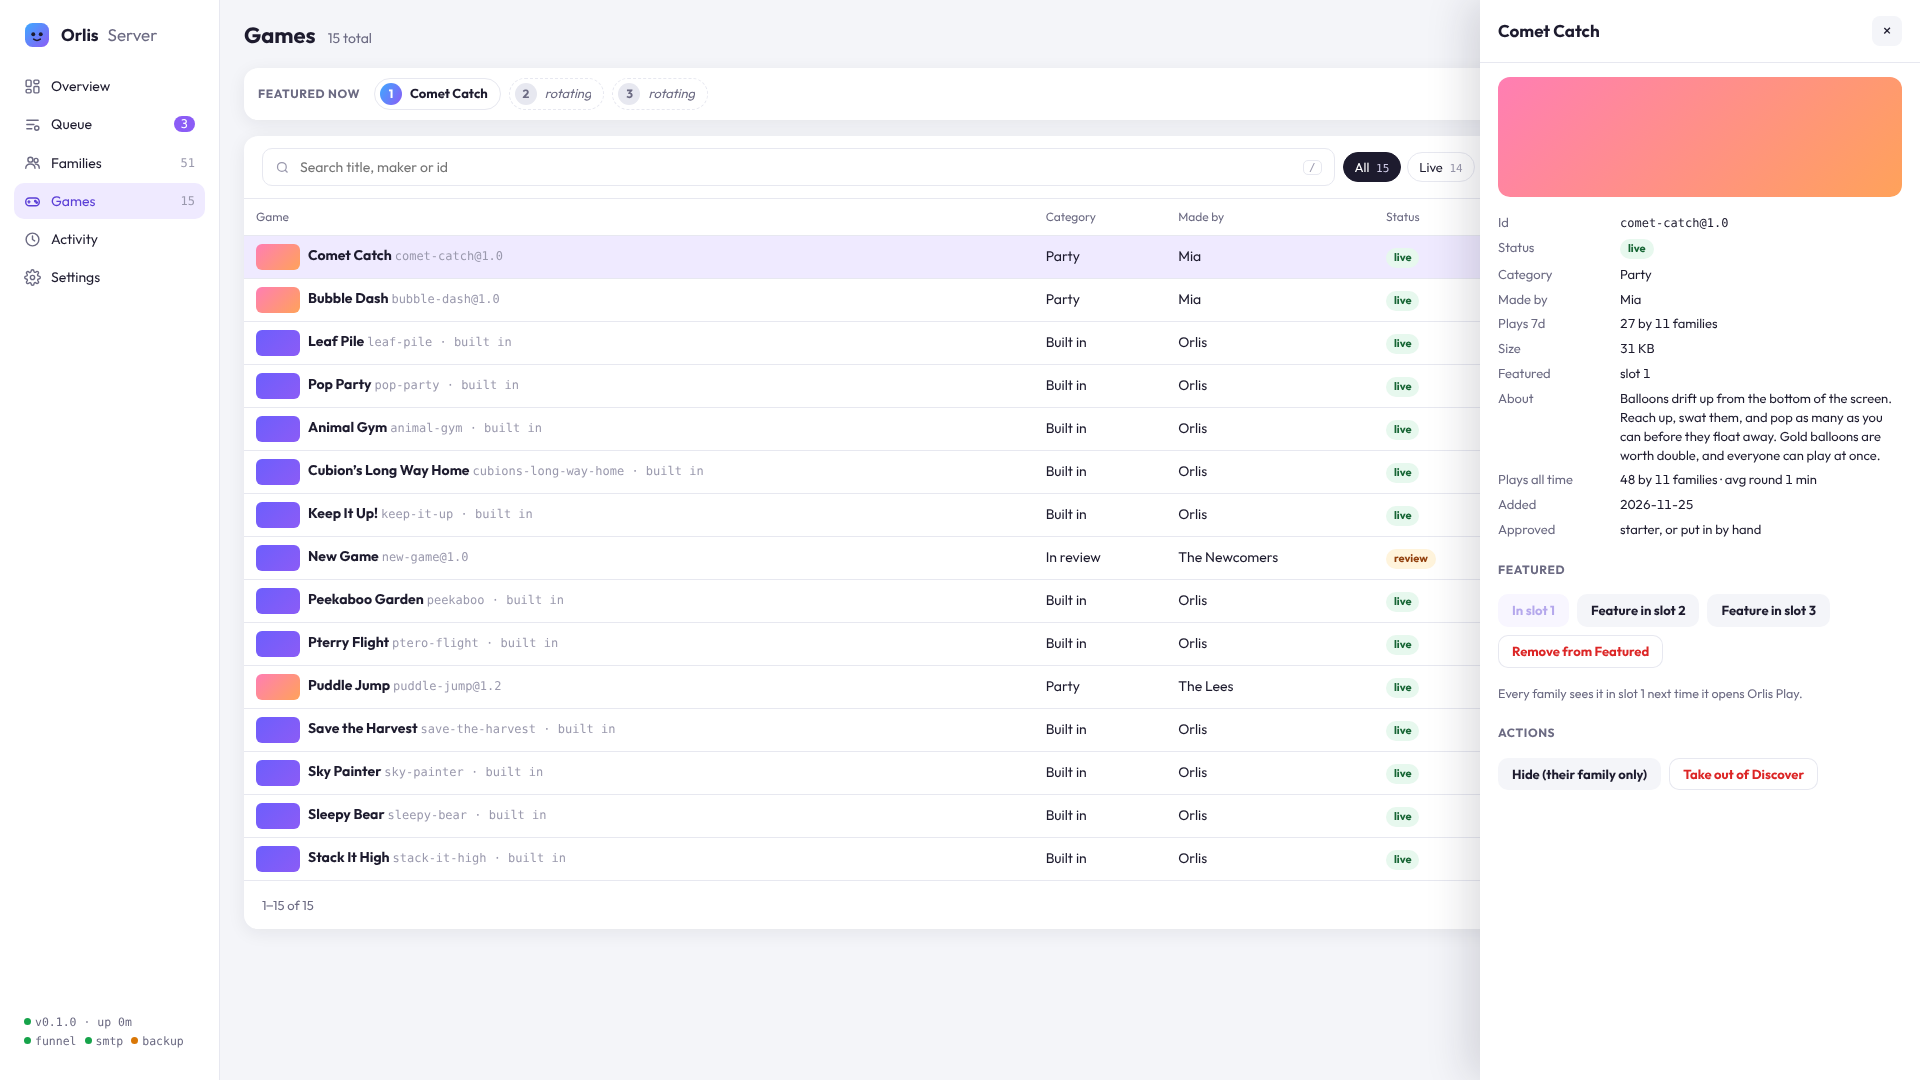 Orlis Server
Overview
Queue 3
Families 51
Games 15
Activity
Settings
v0.1.0 · up 0m
funnel smtp backup
Games 15 total
FEATURED NOW 1 Comet Catch 2 rotating 3 rotating
Search title, maker or id / All 15 Live 14
Game Category Made by Status
Comet Catch comet-catch@1.0 Party Mia live
Bubble Dash bubble-dash@1.0 Party Mia live
Leaf Pile leaf-pile · built in Built in Orlis live
Pop Party pop-party · built in Built in Orlis live
Animal Gym animal-gym · built in Built in Orlis live
Cubion’s Long Way Home cubions-long-way-home · built in Built in Orlis live
Keep It Up! keep-it-up · built in Built in Orlis live
New Game new-game@1.0 In review The Newcomers review
Peekaboo Garden peekaboo · built in Built in Orlis live
Pterry Flight ptero-flight · built in Built in Orlis live
Puddle Jump puddle-jump@1.2 Party The Lees live
Save the Harvest save-the-harvest · built in Built in Orlis live
Sky Painter sky-painter · built in Built in Orlis live
Sleepy Bear sleepy-bear · built in Built in Orlis live
Stack It High stack-it-high · built in Built in Orlis live
1–15 of 15
Comet Catch ×
Id comet-catch@1.0
Status live
Category Party
Made by Mia
Plays 7d 27 by 11 families
Size 31 KB
Featured slot 1
About Balloons drift up from the bottom of the screen.
Reach up, swat them, and pop as many as you
can before they float away. Gold balloons are
worth double, and everyone can play at once.
Plays all time 48 by 11 families · avg round 1 min
Added 2026-11-25
Approved starter, or put in by hand
FEATURED
In slot 1 Feature in slot 2 Feature in slot 3
Remove from Featured
Every family sees it in slot 1 next time it opens Orlis Play.
ACTIONS
Hide (their family only) Take out of Discover